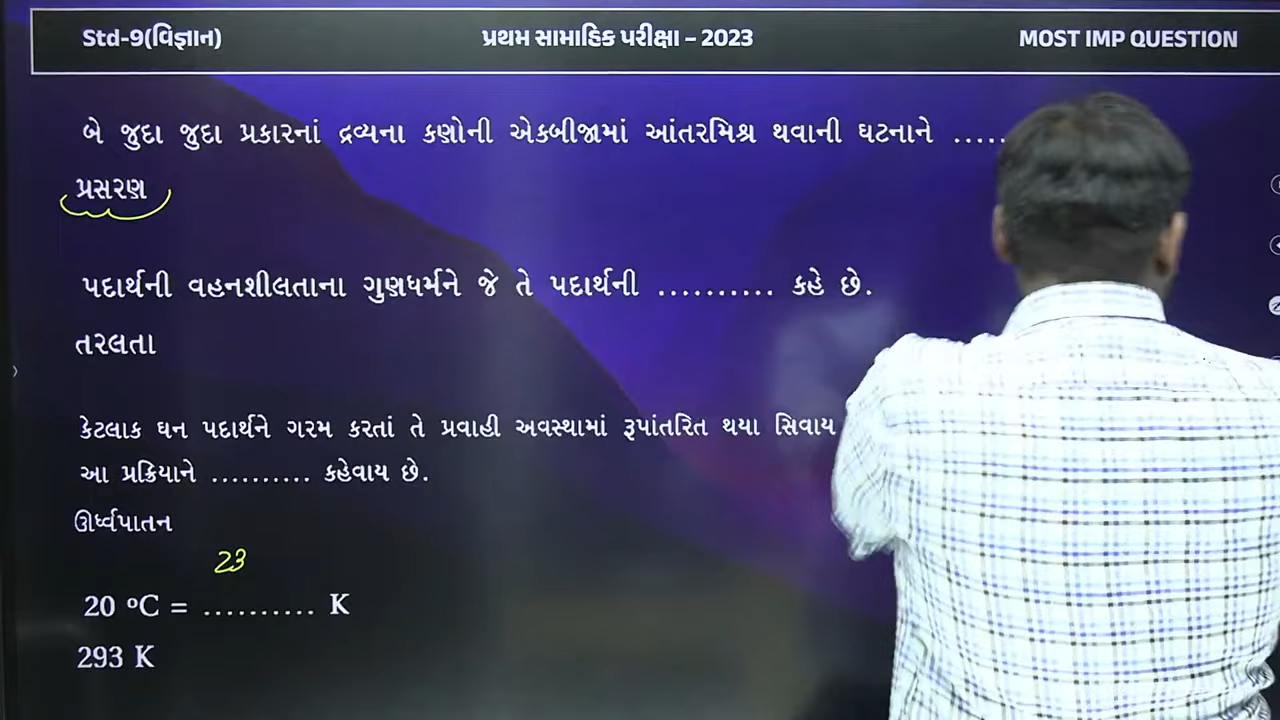 Std-9(વિજ્ઞાન) પ્રથમ સામાહિક પરીક્ષા – 2023 MOST IMP QUESTION
બે જુદા જુદા પ્રકારનાં દ્રવ્યના કણોની એકબીજામાં આંતરમિશ્ર થવાની ઘટનાને .....
પ્રસરણ
પદાર્થની વહનશીલતાના ગુણધર્મને જે તે પદાર્થની .......... કહે છે.
તરલતા
કેટલાક ઘન પદાર્થને ગરમ કરતાં તે પ્રવાહી અવસ્થામાં રૂપાંતરિત થયા સિવાય
આ પ્રક્રિયાને .......... કહેવાય છે.
ઊર્ધ્વપાતન
23
20 °C = .......... K
293 K